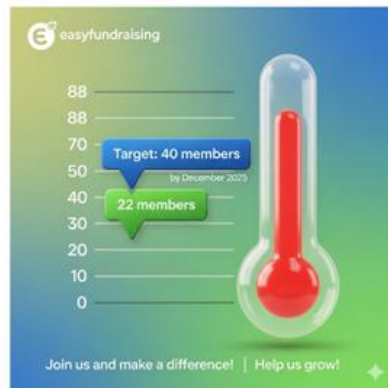 easyfundraising
88
88
70
Target: 40 members
50
by December 2025
40
22 members
30
20
10
0
Join us and make a difference! | Help us grow!